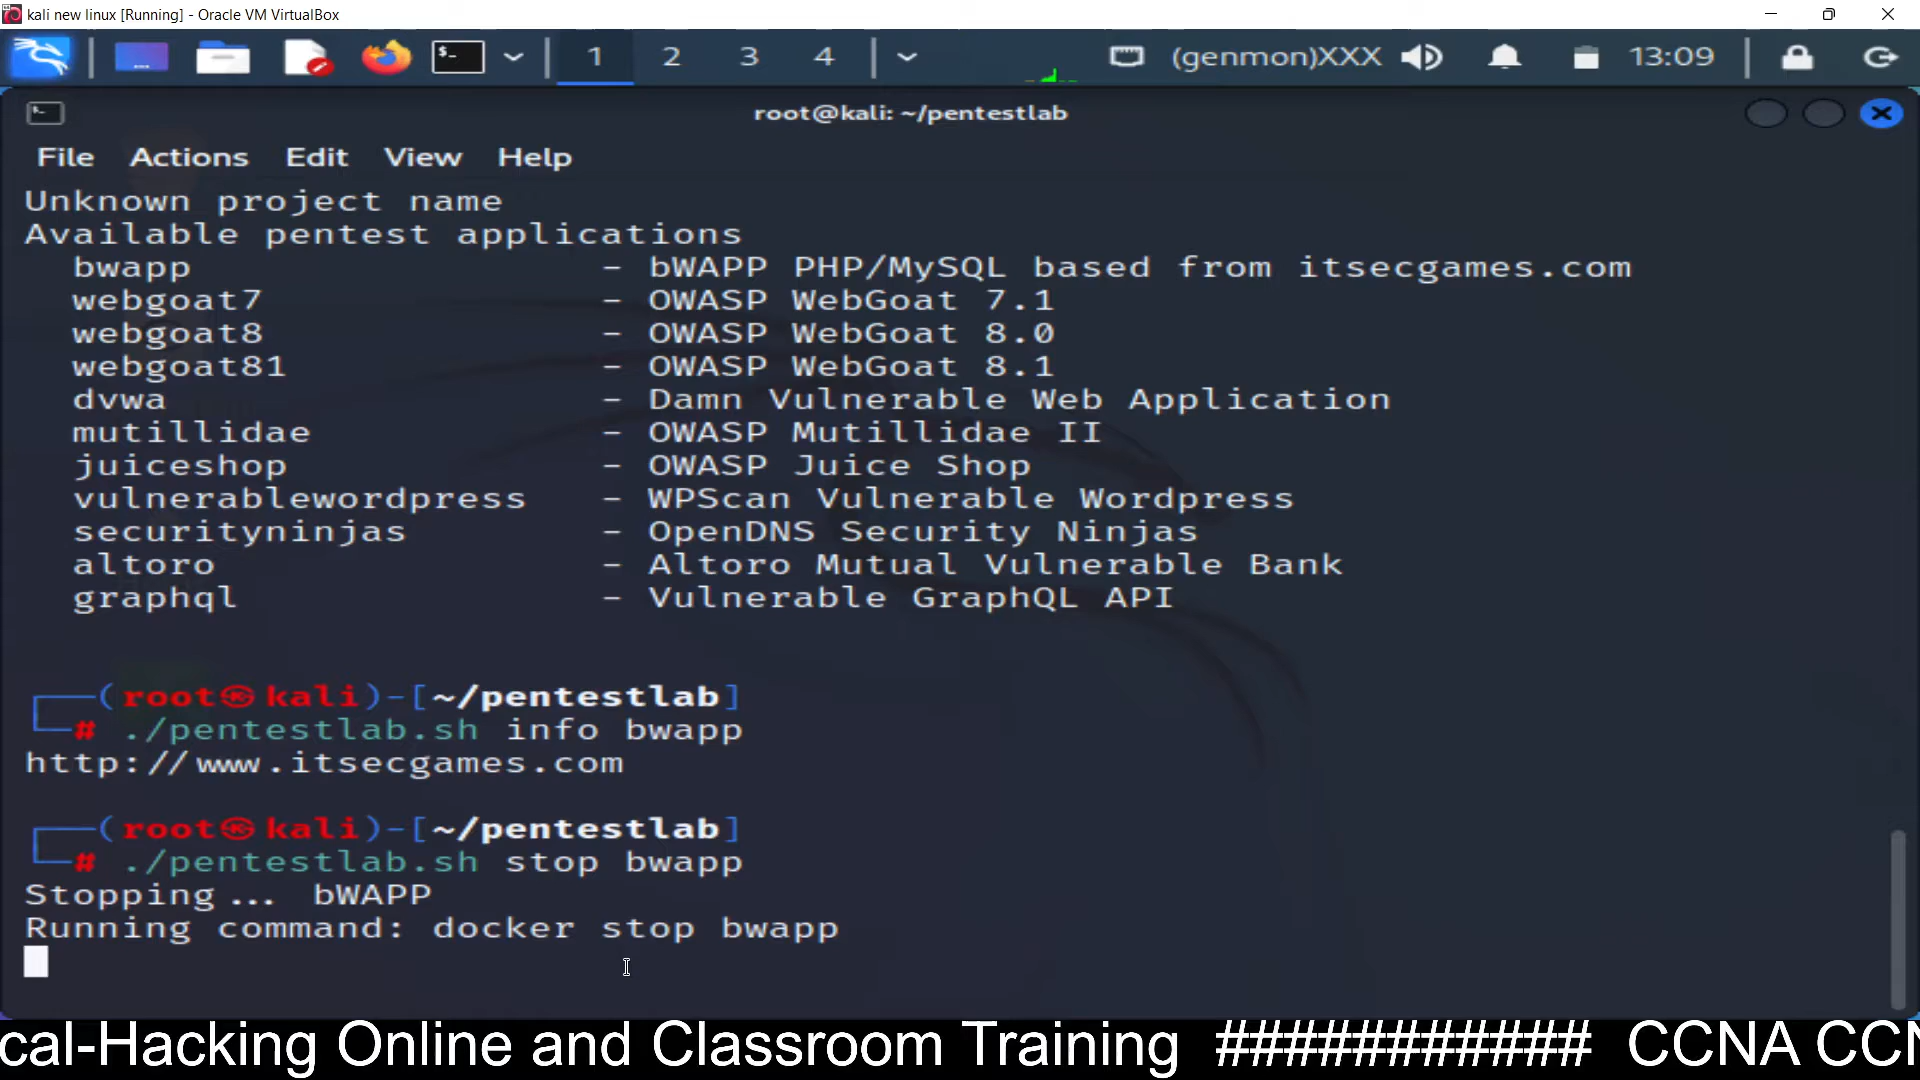 kali new linux [Running] - Oracle VM VirtualBox
1 2 3 4 (genmon)XXX 13:09
root@kali: ~/pentestlab
File Actions Edit View Help
Unknown project name
Available pentest applications
bwapp - bWAPP PHP/MySQL based from itsecgames.com
webgoat7 - OWASP WebGoat 7.1
webgoat8 - OWASP WebGoat 8.0
webgoat81 - OWASP WebGoat 8.1
dvwa - Damn Vulnerable Web Application
mutillidae - OWASP Mutillidae II
juiceshop - OWASP Juice Shop
vulnerablewordpress - WPScan Vulnerable Wordpress
securityninjas - OpenDNS Security Ninjas
altoro - Altoro Mutual Vulnerable Bank
graphql - Vulnerable GraphQL API
┌──(root㉿kali)-[~/pentestlab]
└─# ./pentestlab.sh info bwapp
http://www.itsecgames.com
┌──(root㉿kali)-[~/pentestlab]
└─# ./pentestlab.sh stop bwapp
Stopping... bWAPP
Running command: docker stop bwapp
cal-Hacking Online and Classroom Training ########### CCNA CCN